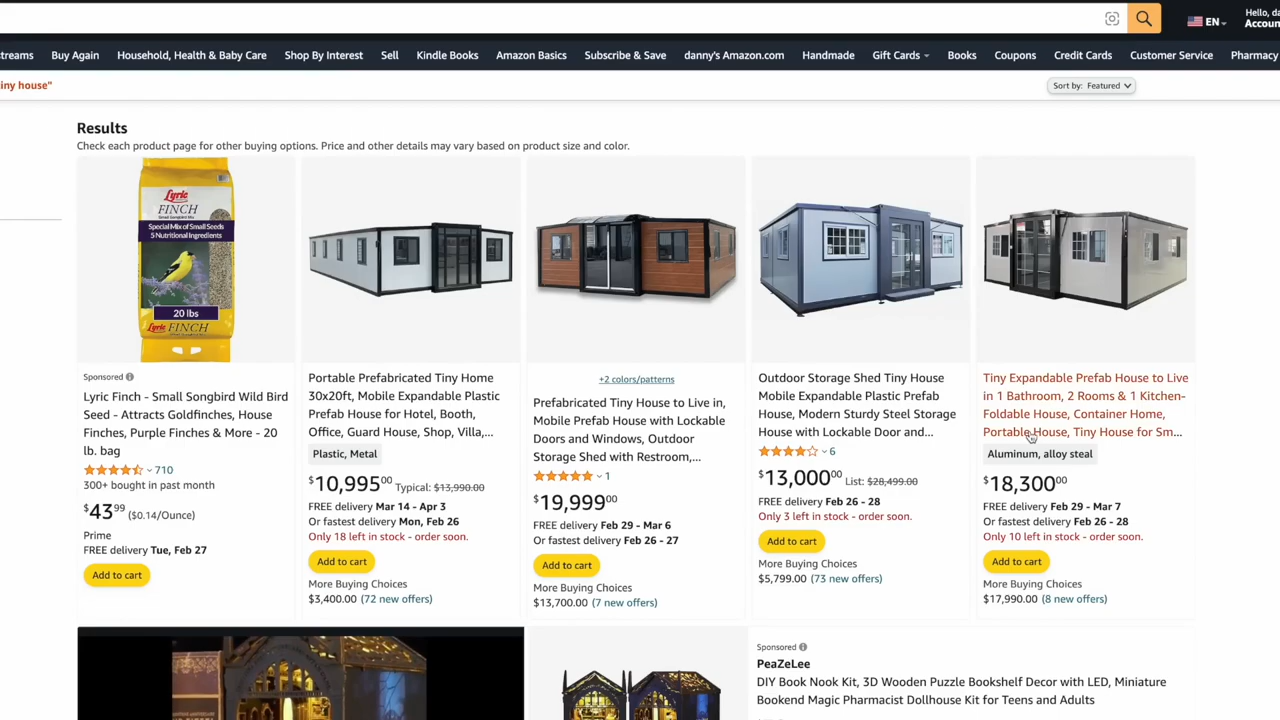 EN
Hello, da
Accoun
streams
Buy Again
Household, Health & Baby Care
Shop By Interest
Sell
Kindle Books
Amazon Basics
Subscribe & Save
danny's Amazon.com
Handmade
Gift Cards
Books
Coupons
Credit Cards
Customer Service
Pharmacy
iny house"
Sort by: Featured
Results
Check each product page for other buying options. Price and other details may vary based on product size and color.
Lyric
FINCH
Small Songbird Mix
Special Mix of Small Seeds
5 Nutritional Ingredients
20 lbs
Lyric FINCH
Sponsored
Lyric Finch - Small Songbird Wild Bird
Seed - Attracts Goldfinches, House
Finches, Purple Finches & More - 20
lb. bag
710
300+ bought in past month
$43 99 ($0.14/Ounce)
Prime
FREE delivery Tue, Feb 27
Add to cart
Portable Prefabricated Tiny Home
30x20ft, Mobile Expandable Plastic
Prefab House for Hotel, Booth,
Office, Guard House, Shop, Villa,...
Plastic, Metal
$10,995 00 Typical: $13,990.00
FREE delivery Mar 14 - Apr 3
Or fastest delivery Mon, Feb 26
Only 18 left in stock - order soon.
Add to cart
More Buying Choices
$3,400.00 (72 new offers)
+2 colors/patterns
Prefabricated Tiny House to Live in,
Mobile Prefab House with Lockable
Doors and Windows, Outdoor
Storage Shed with Restroom,...
1
$19,999 00
FREE delivery Feb 29 - Mar 6
Or fastest delivery Feb 26 - 27
Add to cart
More Buying Choices
$13,700.00 (7 new offers)
Outdoor Storage Shed Tiny House
Mobile Expandable Plastic Prefab
House, Modern Sturdy Steel Storage
House with Lockable Door and...
6
$13,000 00 List: $28,499.00
FREE delivery Feb 26 - 28
Only 3 left in stock - order soon.
Add to cart
More Buying Choices
$5,799.00 (73 new offers)
Tiny Expandable Prefab House to Live
in 1 Bathroom, 2 Rooms & 1 Kitchen-
Foldable House, Container Home,
Portable House, Tiny House for Sm...
Aluminum, alloy steel
$18,300 00
FREE delivery Feb 29 - Mar 7
Or fastest delivery Feb 26 - 28
Only 10 left in stock - order soon.
Add to cart
More Buying Choices
$17,990.00 (8 new offers)
Sponsored
PeaZeLee
DIY Book Nook Kit, 3D Wooden Puzzle Bookshelf Decor with LED, Miniature
Bookend Magic Pharmacist Dollhouse Kit for Teens and Adults